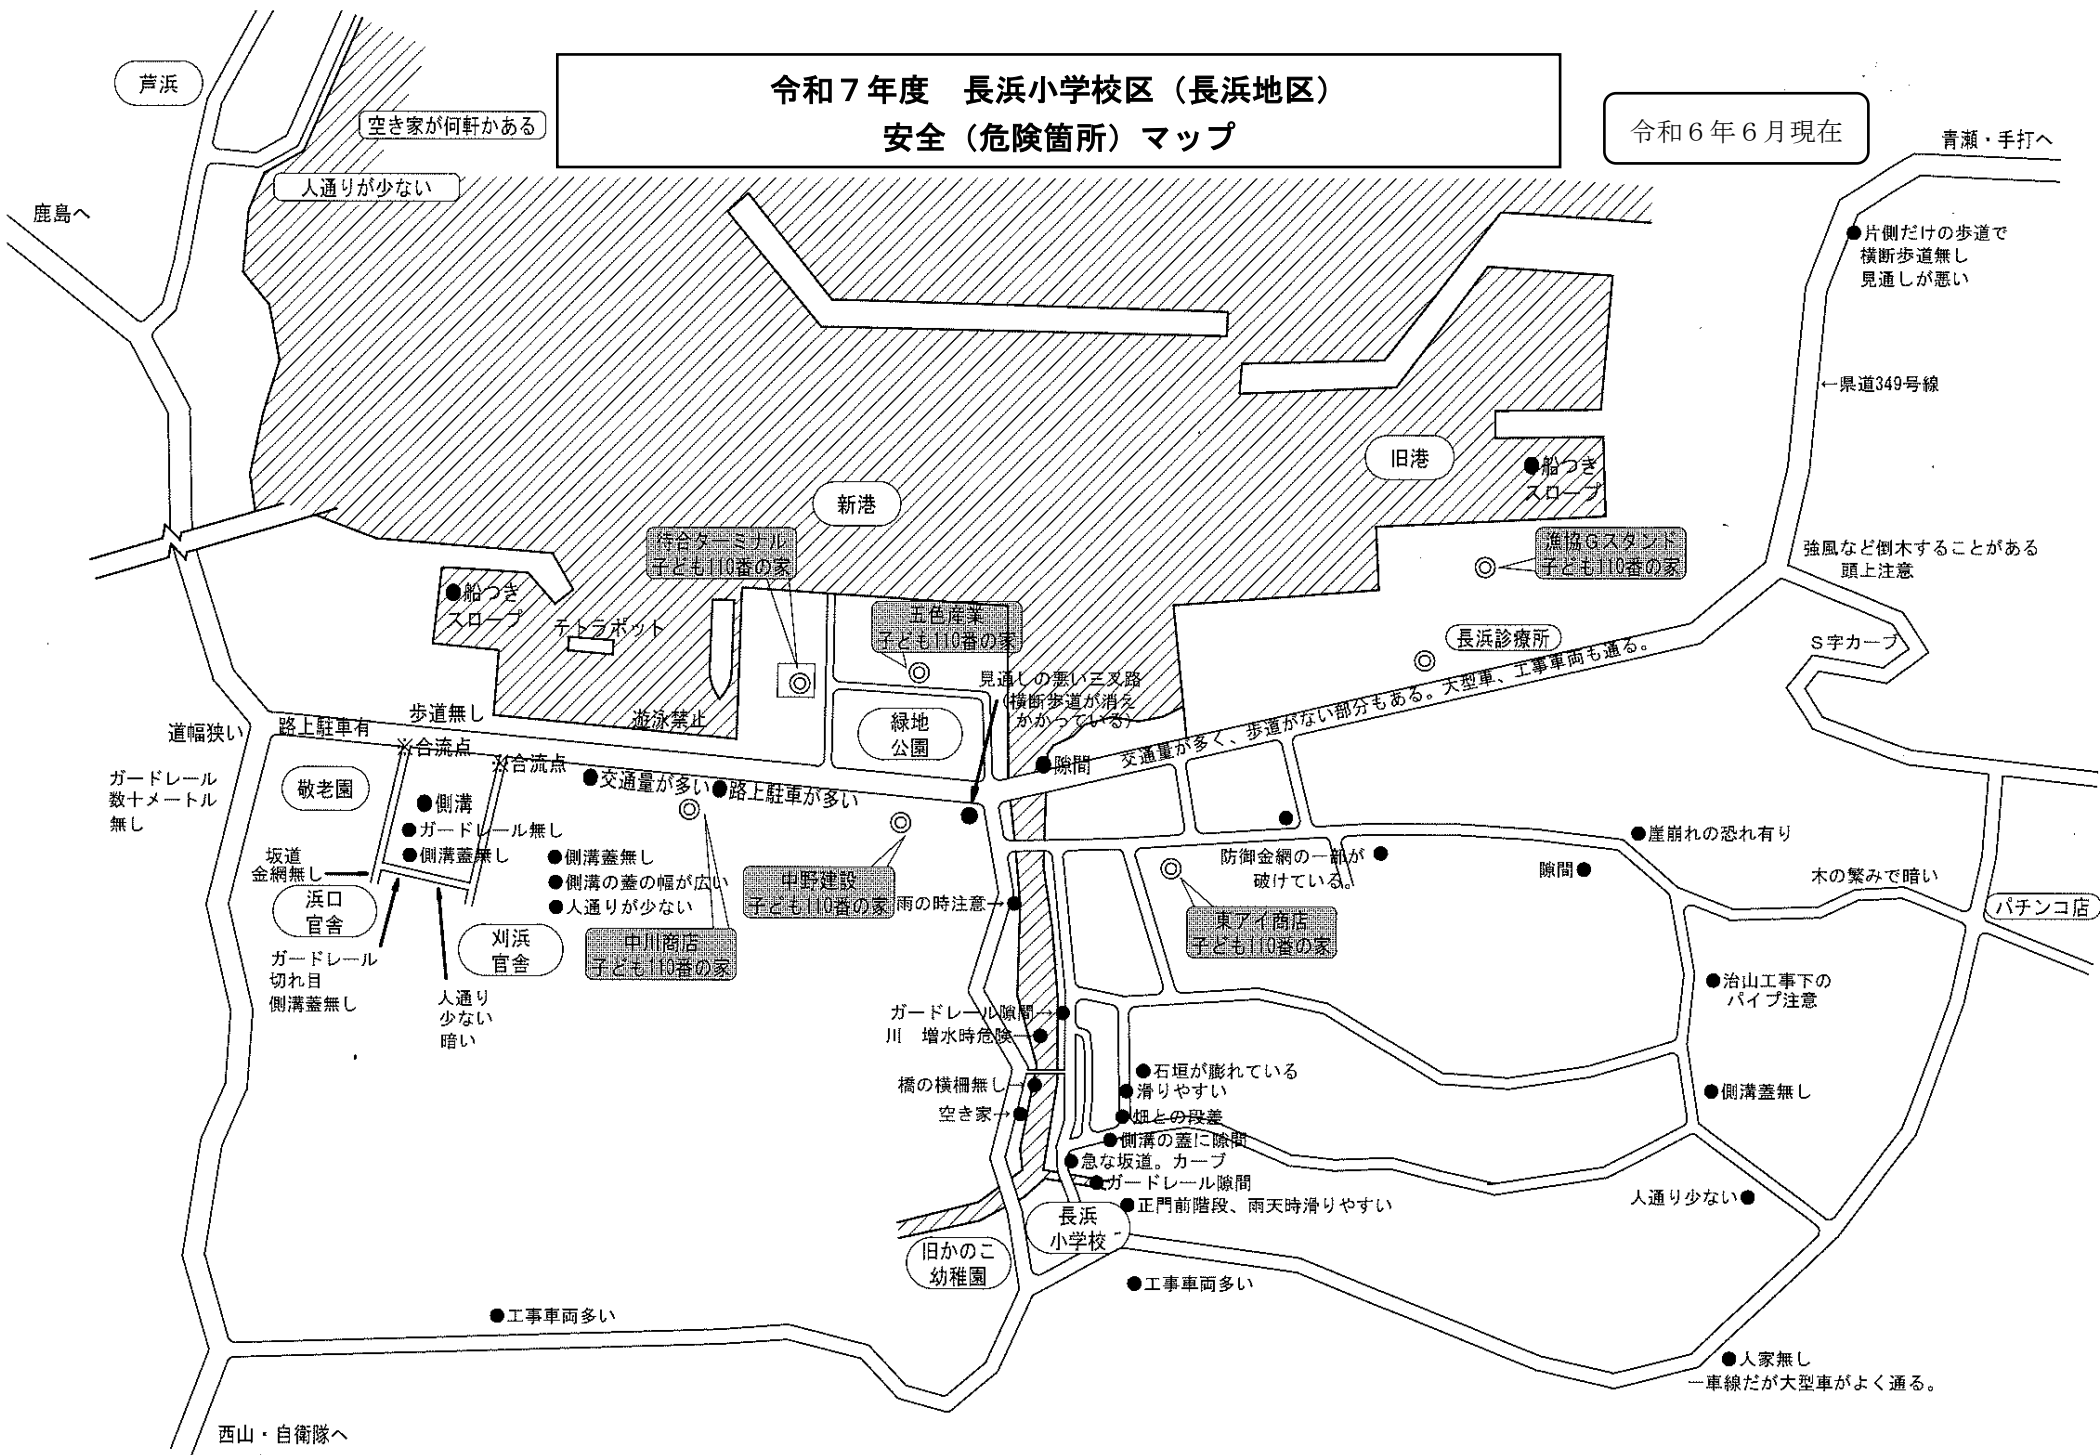 令和７年度　長浜小学校区（長浜地区）
安全（危険箇所）マップ
令和６年６月現在
芦浜
空き家が何軒かある
人通りが少ない
鹿島へ
青瀬・手打へ
●片側だけの歩道で
横断歩道無し
見通しが悪い
←県道349号線
旧港
●船つき
スロープ
新港
待合ターミナル
子ども110番の家
漁協Ｇスタンド
子ども110番の家
強風など倒木することがある
頭上注意
●船つき
スロープ
テトラポット
五色産業
子ども110番の家
長浜診療所
Ｓ字カーブ
見通しの悪い三叉路
（横断歩道が消え
かかっている）
交通量が多く、歩道がない部分もある。大型車、工事車両も通る。
歩道無し
遊泳禁止
緑地
公園
道幅狭い
路上駐車有
※合流点
※合流点
●隙間
ガードレール
数十メートル
無し
敬老園
●交通量が多い
●路上駐車が多い
●側溝
●ガードレール無し
●側溝蓋無し
坂道
金網無し
●側溝蓋無し
●側溝の蓋の幅が広い
●人通りが少ない
浜口
官舎
刈浜
官舎
ガードレール
切れ目
側溝蓋無し
人通り
少ない
暗い
中川商店
子ども110番の家
中野建設
子ども110番の家
雨の時注意→
防御金網の一部が
破けている。
●崖崩れの恐れ有り
隙間●
木の繁みで暗い
パチンコ店
東アイ商店
子ども110番の家
●治山工事下の
パイプ注意
ガードレール隙間→
川　増水時危険→
橋の横柵無し→
空き家→
●石垣が膨れている
●滑りやすい
●畑との段差
●側溝の蓋に隙間
●急な坂道。カーブ
●ガードレール隙間
●正門前階段、雨天時滑りやすい
●側溝蓋無し
人通り少ない●
長浜
小学校
旧かのこ
幼稚園
●工事車両多い
●工事車両多い
●人家無し
一車線だが大型車がよく通る。
西山・自衛隊へ